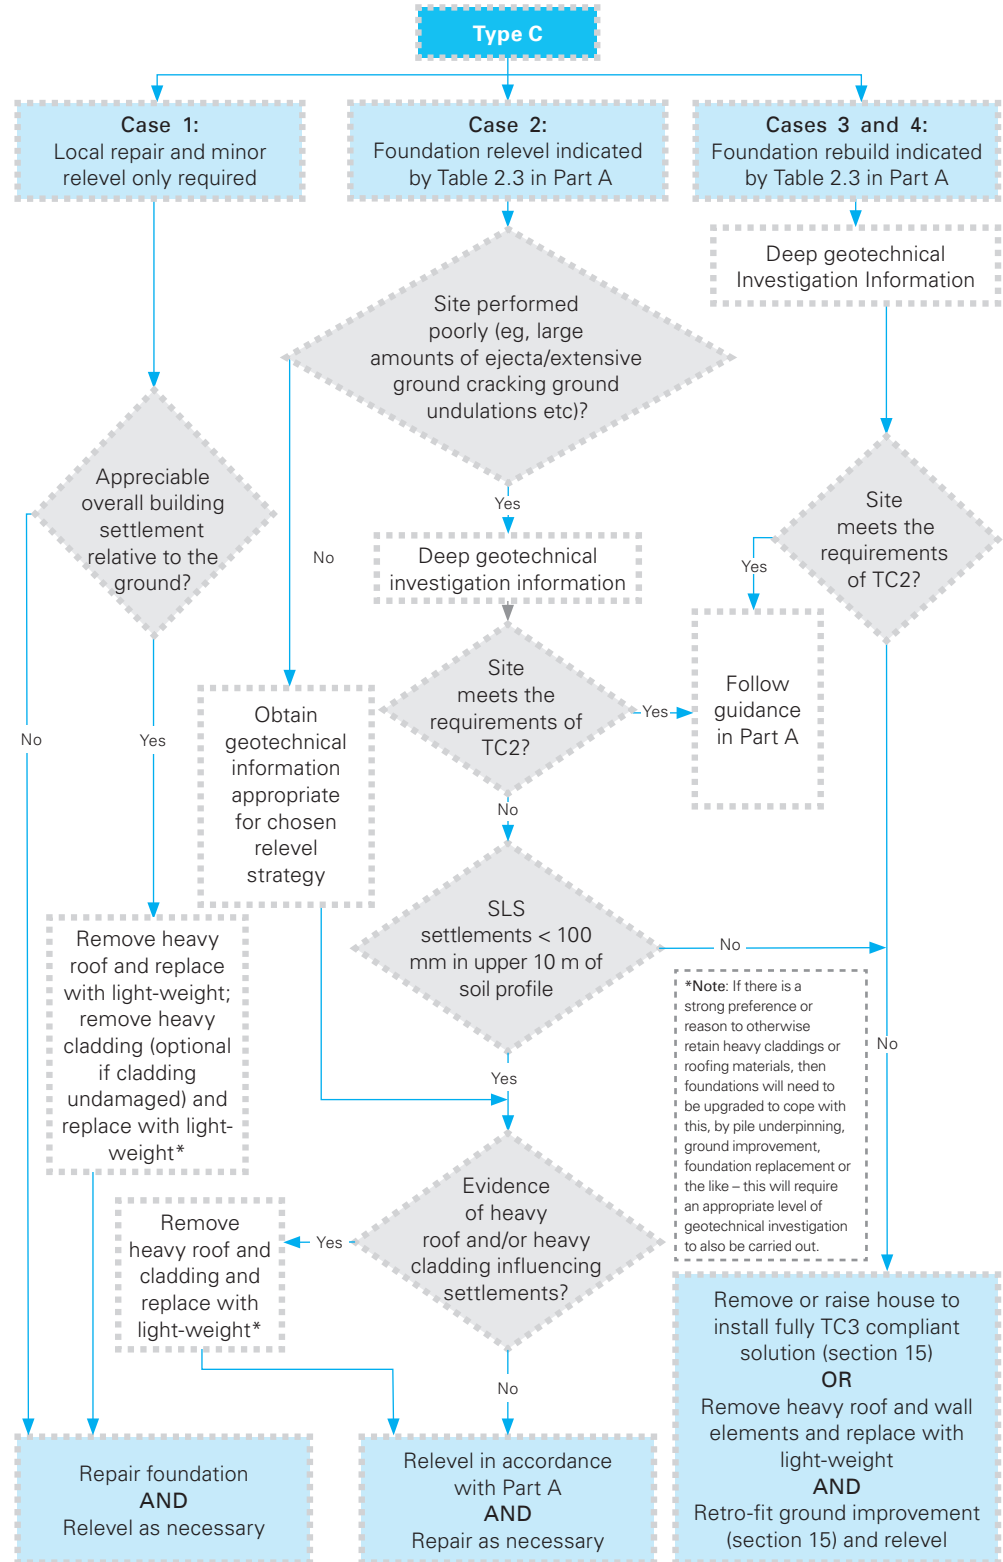 Type C
Case 1:
Local repair and minor
relevel only required
Case 2:
Foundation relevel indicated
by Table 2.3 in Part A
Cases 3 and 4:
Foundation rebuild indicated
by Table 2.3 in Part A
Deep geotechnical
Investigation Information
Site performed
poorly (eg, large
amounts of ejecta/extensive
ground cracking ground
undulations etc)?
Appreciable
overall building
settlement
relative to the
ground?
Yes
No
Deep geotechnical
investigation information
Site
meets the
requirements
of TC2?
Yes
Site
meets the
requirements of
TC2?
Yes
Follow
guidance
in Part A
No
Yes
Obtain
geotechnical
information
appropriate
for chosen
relevel
strategy
No
SLS
settlements < 100
mm in upper 10 m of
soil profile
No
Remove heavy
roof and replace
with light-weight;
remove heavy
cladding (optional
if cladding
undamaged) and
replace with light-
weight*
*Note: If there is a
strong preference or
reason to otherwise
retain heavy claddings or
roofing materials, then
foundations will need to
be upgraded to cope with
this, by pile underpinning,
ground improvement,
foundation replacement or
the like – this will require
an appropriate level of
geotechnical investigation
to also be carried out.
No
Yes
Evidence
of heavy
roof and/or heavy
cladding influencing
settlements?
Yes
Remove
heavy roof and
cladding and
replace with
light-weight*
No
Repair foundation
AND
Relevel as necessary
Relevel in accordance
with Part A
AND
Repair as necessary
Remove or raise house to
install fully TC3 compliant
solution (section 15)
OR
Remove heavy roof and wall
elements and replace with
light-weight
AND
Retro-fit ground improvement
(section 15) and relevel